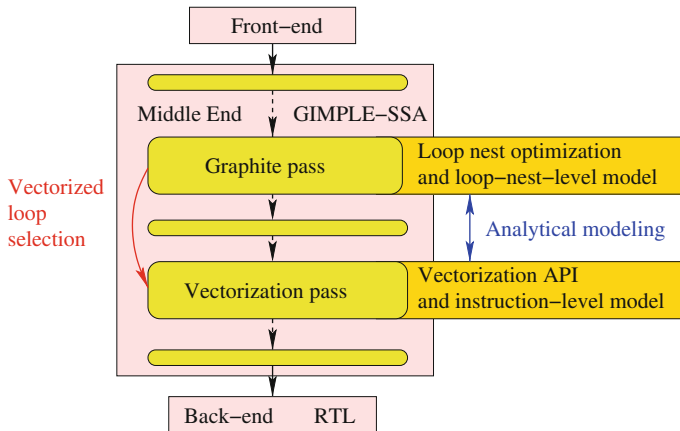 Front−end
Middle End
GIMPLE−SSA
Graphite pass
Loop nest optimization
and loop−nest−level model
Vectorized
loop
selection
Analytical modeling
Vectorization pass
Vectorization API
and instruction−level model
Back−end RTL